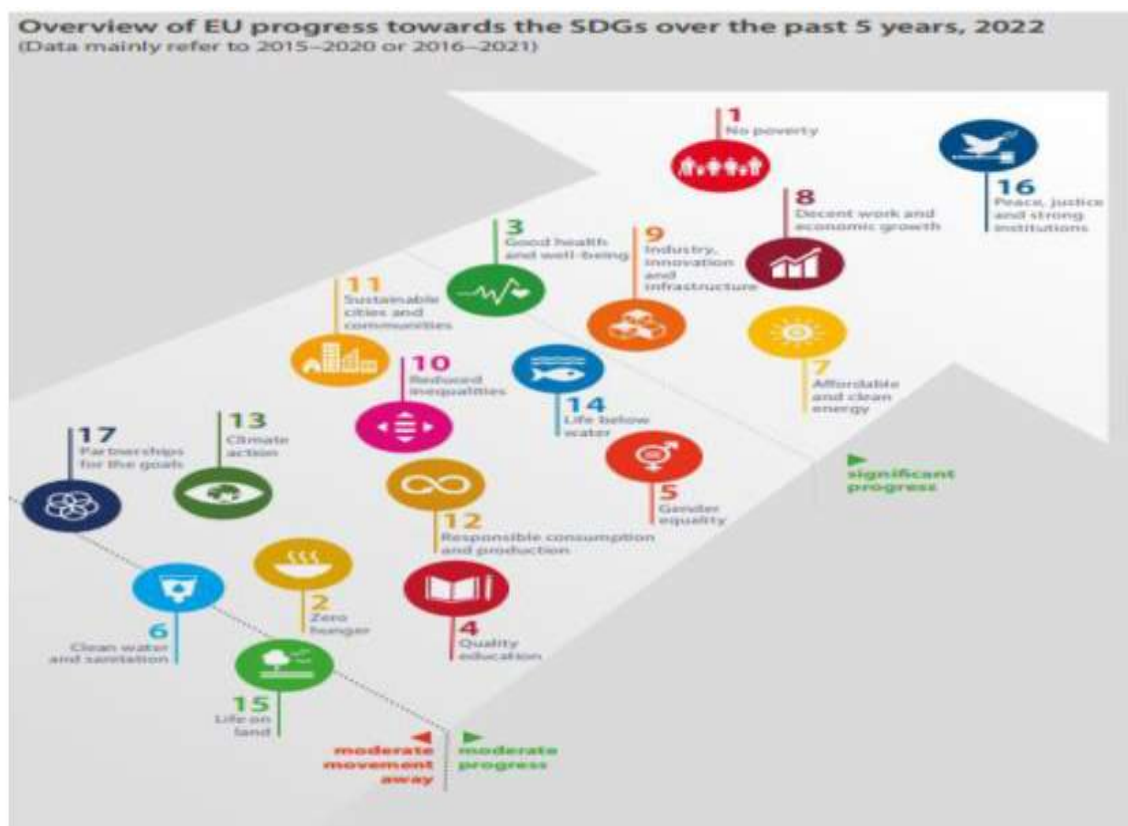 Overview of EU progress towards the SDGs over the past 5 years, 2022
(Data mainly refer to 2015–2020 or 2016–2021)
1
No poverty
16
Peace, justice
and strong
institutions
8
Decent work and
economic growth
3
Good health
and well-being
9
Industry,
innovation
and
infrastructure
11
Sustainable
cities and
communities
7
Affordable
and clean
energy
10
Reduced
inequalities
14
Life below
water
13
Climate
action
17
Partnerships
for the goals
5
Gender
equality
significant
progress
12
Responsible consumption
and production
2
Zero
hunger
6
Clean water
and sanitation
4
Quality
education
15
Life on
land
moderate
movement
away
moderate
progress